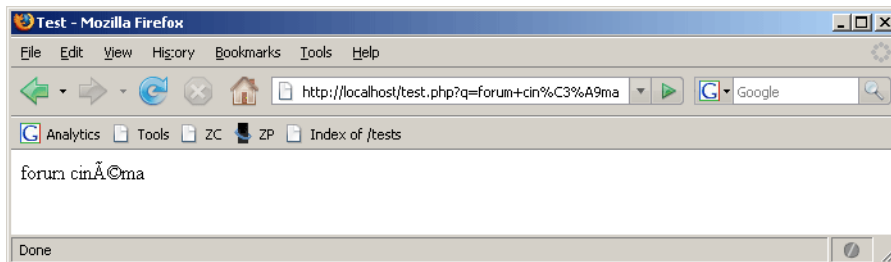 Test - Mozilla Firefox
File Edit View History Bookmarks Tools Help
http://localhost/test.php?q=forum+cin%C3%A9ma G Google
G Analytics Tools ZC ZP Index of /tests
forum cinÃ©ma
Done